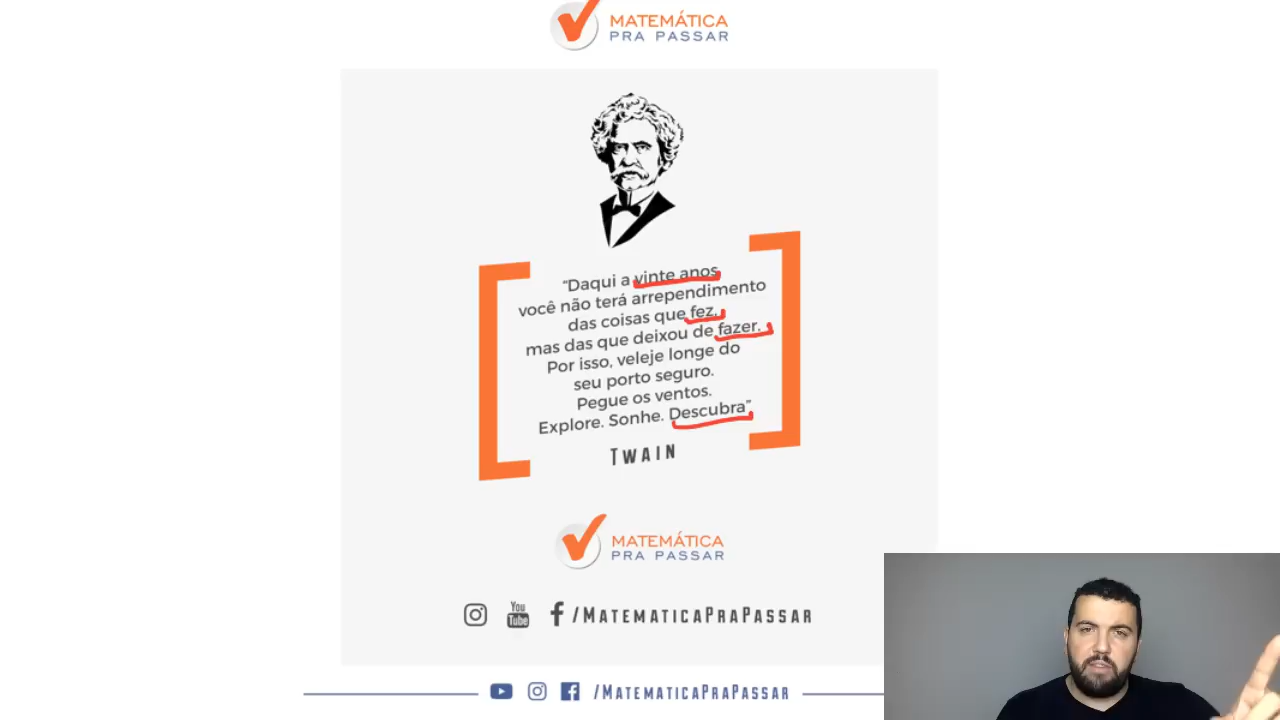 MATEMÁTICA
PRA PASSAR
“Daqui a vinte anos
você não terá arrependimento
das coisas que fez,
mas das que deixou de fazer.
Por isso, veleje longe do
seu porto seguro.
Pegue os ventos.
Explore. Sonhe. Descubra”
TWAIN
MATEMÁTICA
PRA PASSAR
You
Tube
f/MATEMATICAPRAPASSAR
/MATEMATICAPRAPASSAR